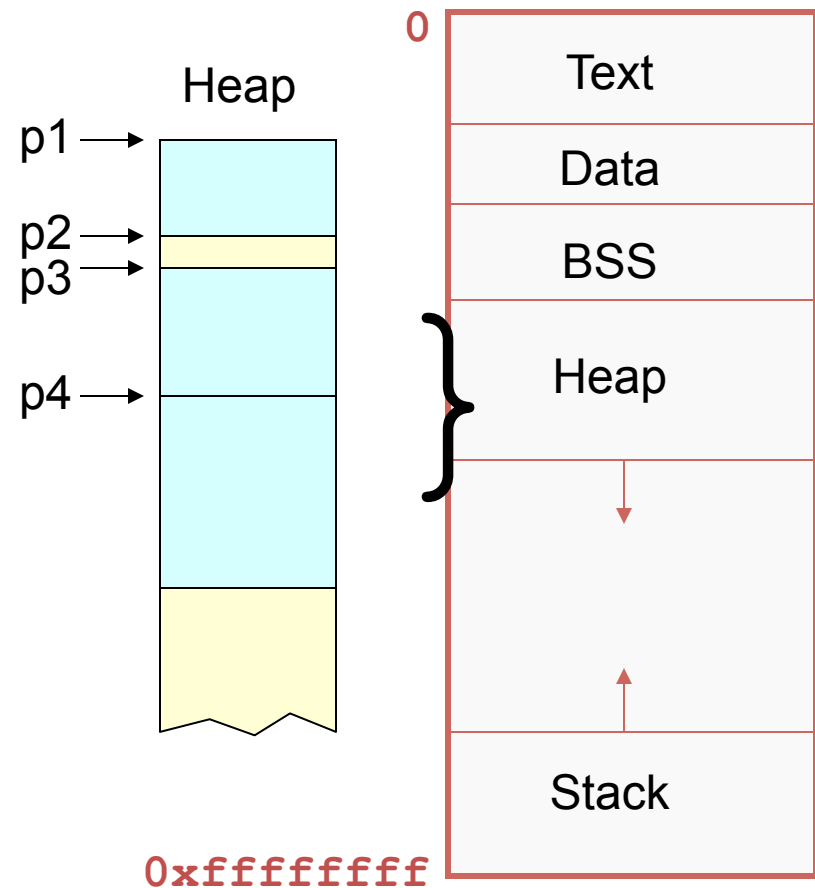 0
Text
Heap
p1
Data
p2
BSS
p3
Heap
p4
Stack
0xffffffff